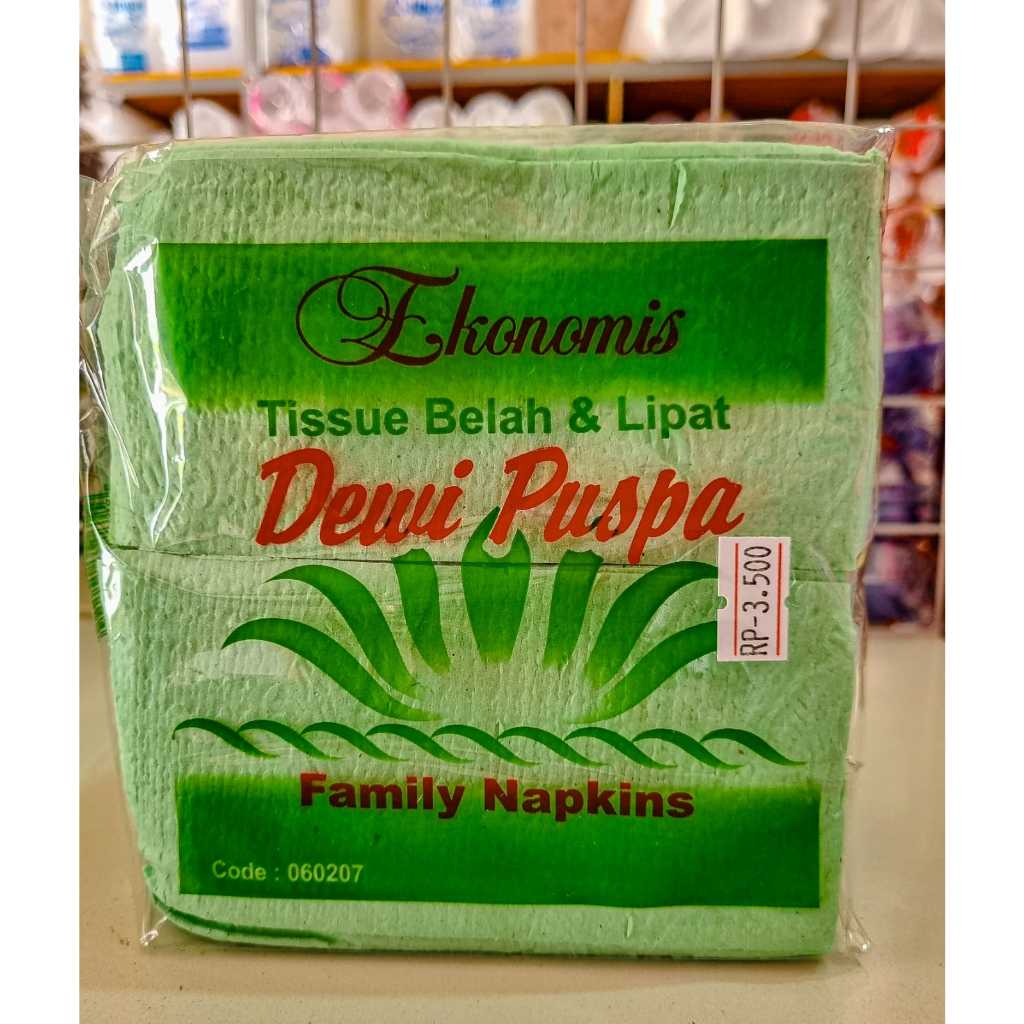 Ekonomis
Tissue Belah & Lipat
Dewi Puspa
RP-3.500
Family Napkins
Code : 060207